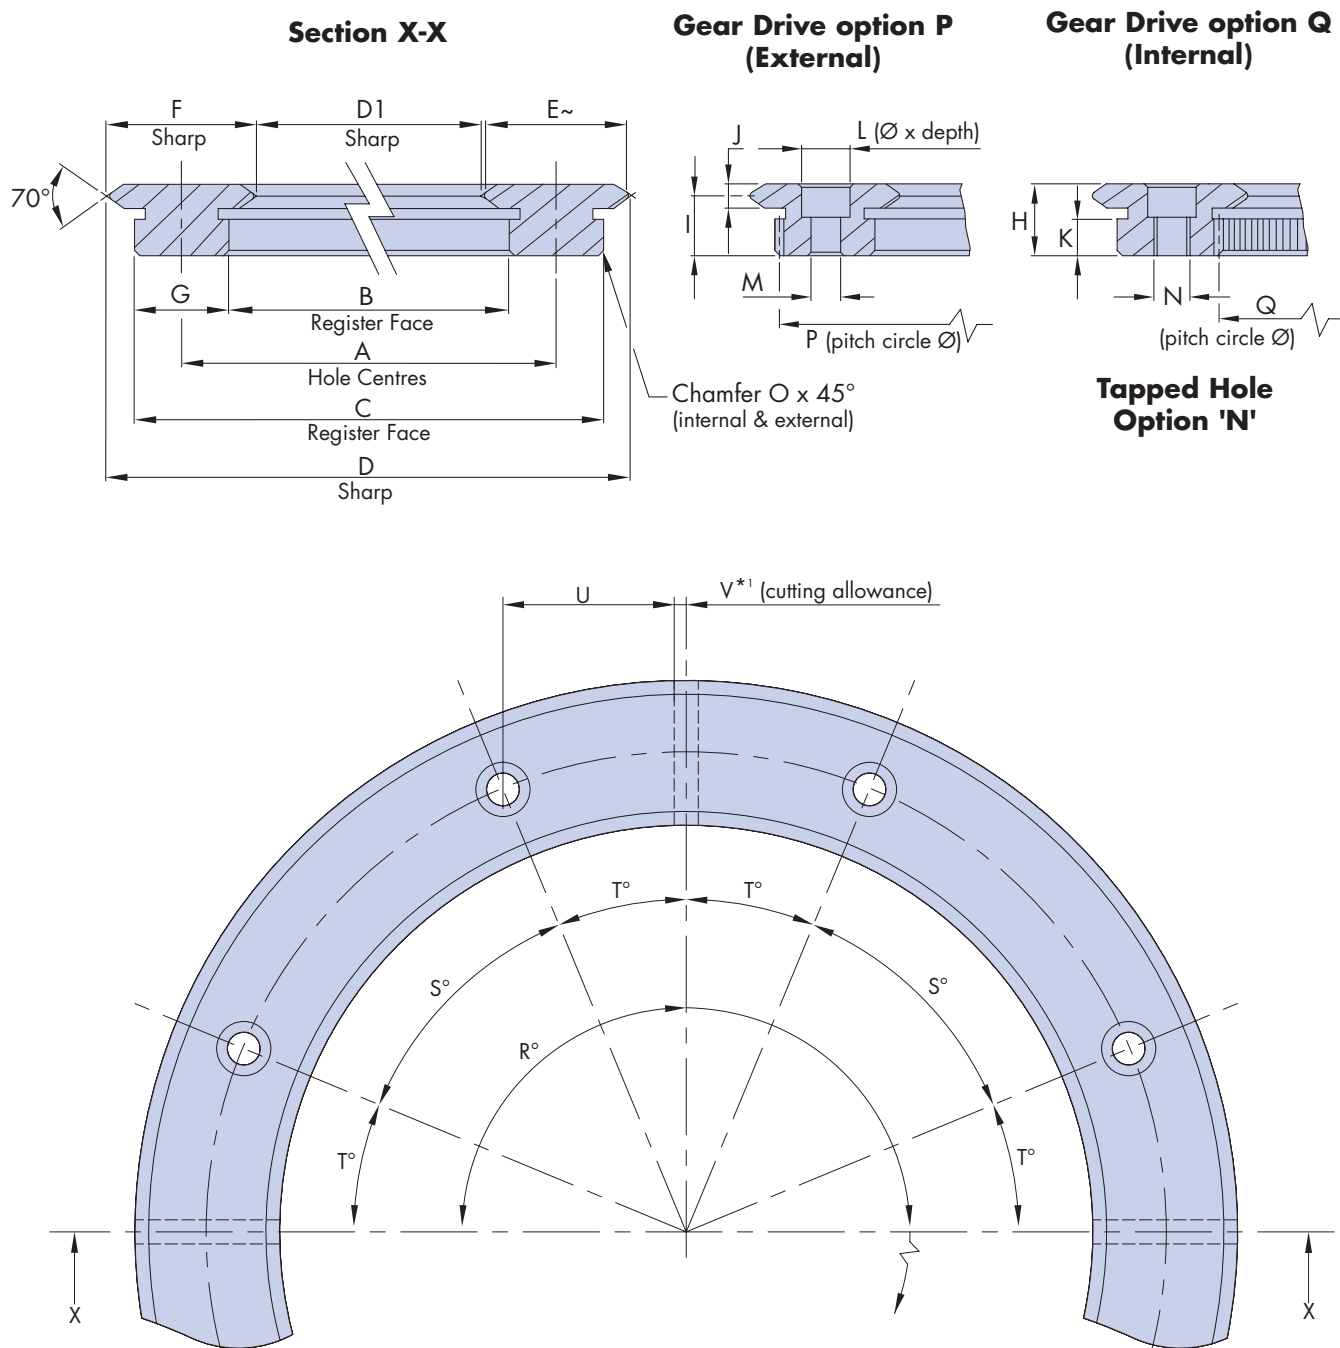 Section X-X
Gear Drive option P
(External)
Gear Drive option Q
(Internal)
F
Sharp
D1
Sharp
E~
70°
G
B
Register Face
A
Hole Centres
C
Register Face
D
Sharp
Chamfer O x 45°
(internal & external)
J
L (Ø x depth)
I
M
P (pitch circle Ø)
H
K
N
Q
(pitch circle Ø)
Tapped Hole
Option 'N'
U
V*1 (cutting allowance)
T°
T°
S°
S°
R°
T°
T°
X
X